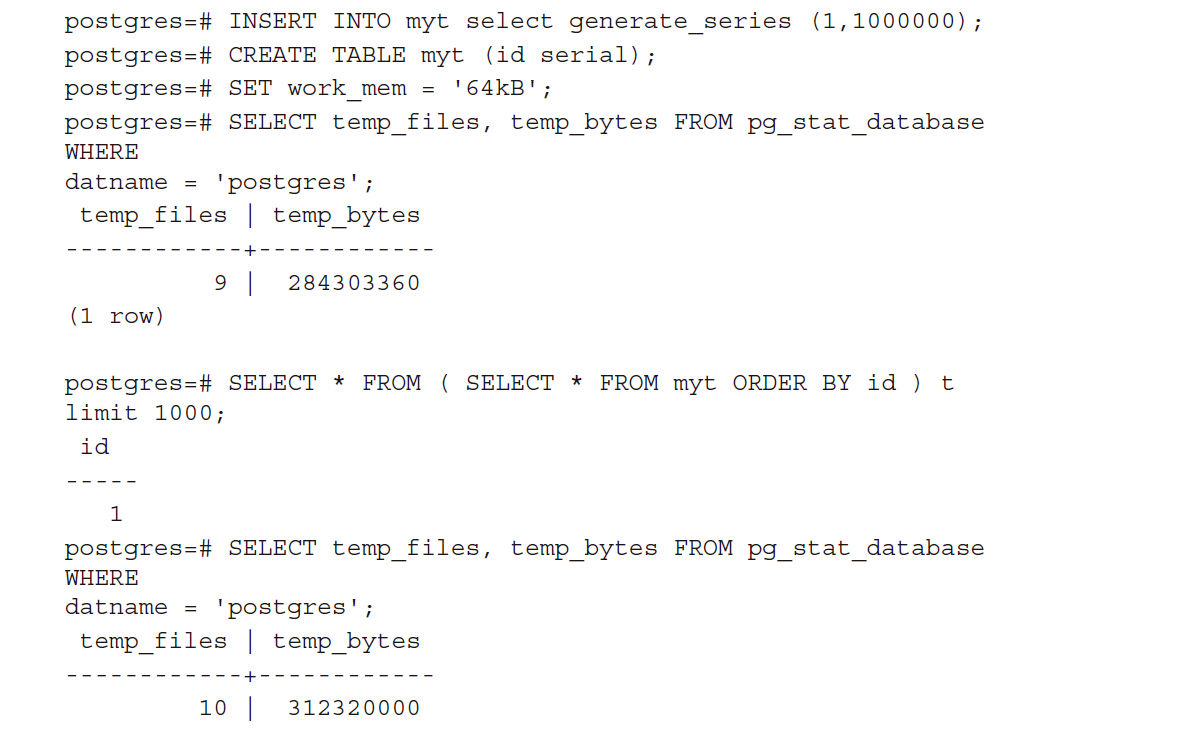 postgres=# INSERT INTO myt select generate_series (1,1000000);
postgres=# CREATE TABLE myt (id serial);
postgres=# SET work_mem = '64kB';
postgres=# SELECT temp_files, temp_bytes FROM pg_stat_database
WHERE
datname = 'postgres';
 temp_files | temp_bytes
------------+------------
          9 |  284303360
(1 row)

postgres=# SELECT * FROM ( SELECT * FROM myt ORDER BY id ) t
limit 1000;
 id
-----
   1
postgres=# SELECT temp_files, temp_bytes FROM pg_stat_database
WHERE
datname = 'postgres';
 temp_files | temp_bytes
------------+------------
         10 |  312320000